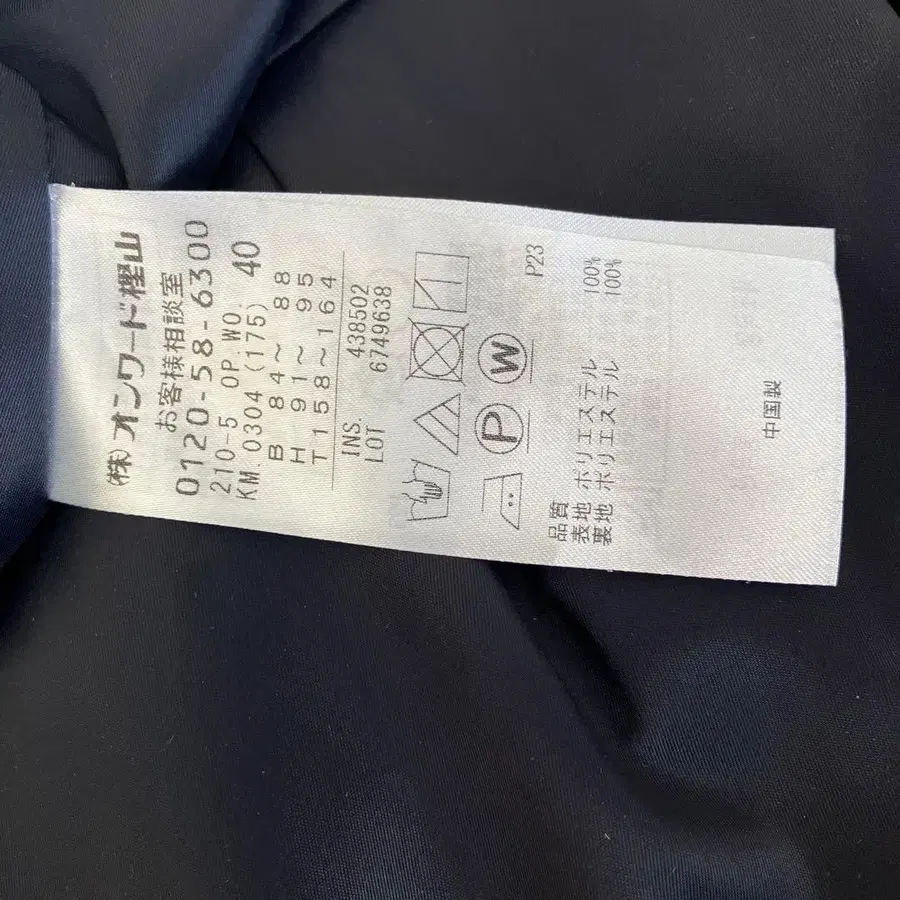 (株)オンワード樫山
お客様相談室
0120-58-6300
210-5 OP.WO.
KM.0304 (175) 40
B 84～ 88
H 91～ 95
T158～164
INS. 438502
LOT 6749638
P W
P23
品質
表地 ポリエステル 100%
裏地 ポリエステル 100%
中国製